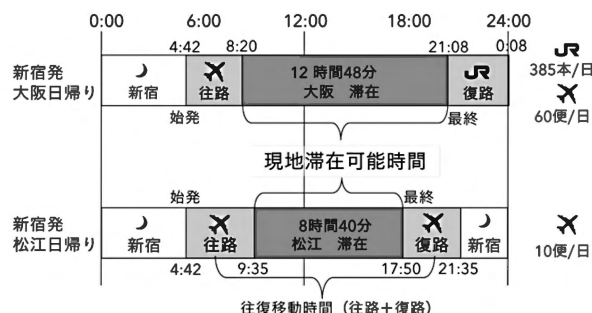 0:00 6:00 12:00 18:00 24:00
4:42 8:20 21:08 0:08
新宿発
大阪日帰り
新宿
往路
12時間48分
大阪 滞在
JR
復路
JR
385本/日
60便/日
始発 最終
現地滞在可能時間
始発 最終
新宿発
松江日帰り
新宿
往路
8時間40分
松江 滞在
復路
新宿
10便/日
4:42 9:35 17:50 21:35
往復移動時間(往路+復路)